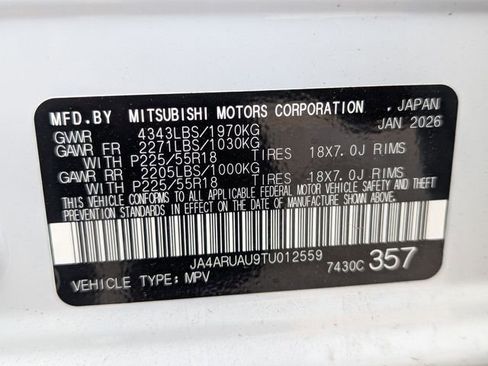 MFD.BY MITSUBISHI MOTORS CORPORATION , JAPAN
GVWR 4343LBS/1970KG JAN 2026
GAWR FR 2271LBS/1030KG
WITH P225/55R18 TIRES 18X7.0J RIMS
GAWR RR 2205LBS/1000KG
WITH P225/55R18 TIRES 18X7.0J RIMS
THIS VEHICLE CONFORMS TO ALL APPLICABLE FEDERAL MOTOR VEHICLE SAFETY AND THEFT
PREVENTION STANDARDS IN EFFECT ON THE DATE OF MANUFACTURE SHOWN ABOVE.
JA4ARUAU9TU012559
VEHICLE TYPE: MPV 7430C 357